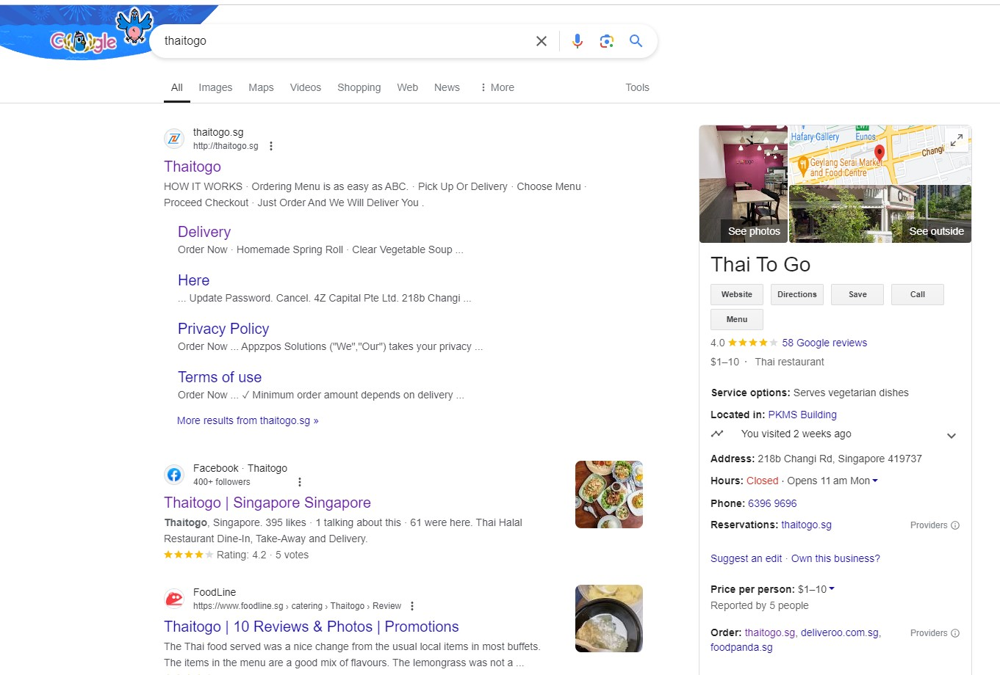 Google
thaitogo
All
Images
Maps
Videos
Shopping
Web
News
More
Tools
thaitogo.sg
http://thaitogo.sg
Thaitogo
HOW IT WORKS · Ordering Menu is as easy as ABC. · Pick Up Or Delivery · Choose Menu ·
Proceed Checkout · Just Order And We Will Deliver You .
Delivery
Order Now · Homemade Spring Roll · Clear Vegetable Soup ...
Here
... Update Password. Cancel. 4Z Capital Pte Ltd. 218b Changi ...
Privacy Policy
Order Now ... Appzpos Solutions ("We","Our") takes your privacy ...
Terms of use
Order Now ... ✓ Minimum order amount depends on delivery ...
More results from thaitogo.sg »
Facebook · Thaitogo
400+ followers
Thaitogo | Singapore Singapore
Thaitogo, Singapore. 395 likes · 1 talking about this · 61 were here. Thai Halal
Restaurant Dine-In, Take-Away and Delivery.
Rating: 4.2 · 5 votes
FoodLine
https://www.foodline.sg › catering › Thaitogo › Review
Thaitogo | 10 Reviews & Photos | Promotions
The Thai food served was a nice change from the usual local items in most buffets.
The items in the menu are a good mix of flavours. The lemongrass was not a ...
See photos
Hafary Gallery
Eunos
Changi
Geylang Serai Market
and Food Centre
See outside
Thai To Go
Website
Directions
Save
Call
Menu
4.0
58 Google reviews
$1–10 · Thai restaurant
Service options: Serves vegetarian dishes
Located in: PKMS Building
You visited 2 weeks ago
Address: 218b Changi Rd, Singapore 419737
Hours: Closed · Opens 11 am Mon
Phone: 6396 9696
Reservations: thaitogo.sg
Providers
Suggest an edit · Own this business?
Price per person: $1–10
Reported by 5 people
Order: thaitogo.sg, deliveroo.com.sg,
foodpanda.sg
Providers